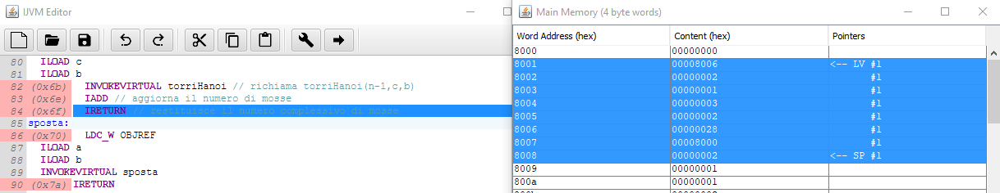 IJVM Editor
80 ILOAD c
81 ILOAD b
82 (0x6b) INVOKEVIRTUAL torriHanoi // richiama torriHanoi(n-1,c,b)
83 (0x6e) IADD // aggiorna il numero di mosse
84 (0x6f) IRETURN // restituisce il numero complessivo di mosse
85 sposta:
86 (0x70) LDC_W OBJREF
87 ILOAD a
88 ILOAD b
89 INVOKEVIRTUAL sposta
90 (0x7a) IRETURN
Main Memory (4 byte words)
Word Address (hex) Content (hex) Pointers
8000 00000000
8001 00008006 <-- LV #1
8002 00000002 #1
8003 00000001 #1
8004 00000003 #1
8005 00000002 #1
8006 00000028 #1
8007 00008000 #1
8008 00000002 <-- SP #1
8009 00000001
800a 00000001